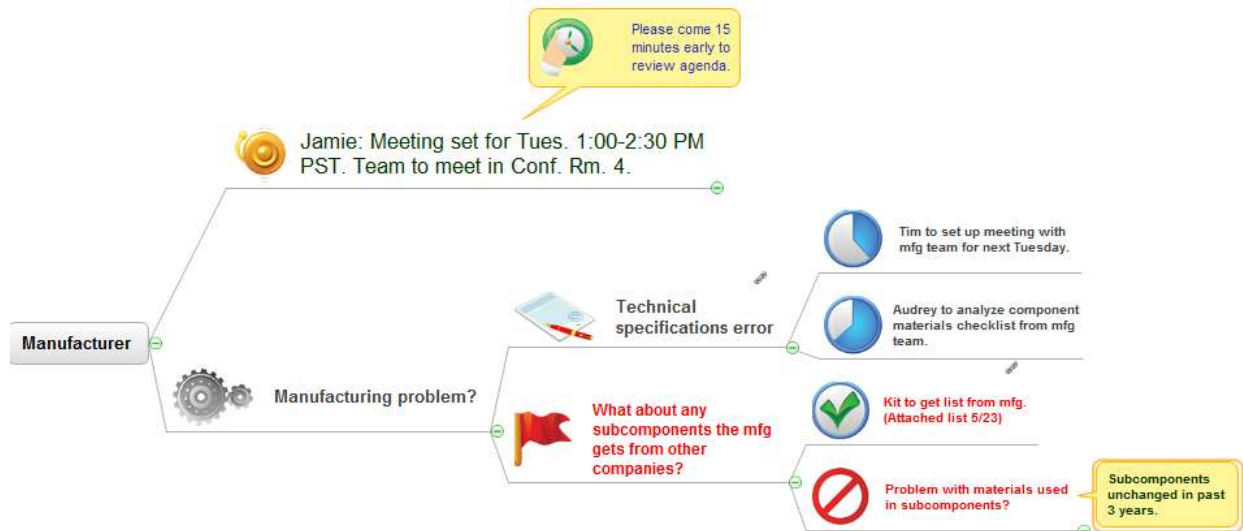 Please come 15
minutes early to
review agenda.
Jamie: Meeting set for Tues. 1:00-2:30 PM
PST. Team to meet in Conf. Rm. 4.
Manufacturer
Manufacturing problem?
Technical
specifications error
Tim to set up meeting with
mfg team for next Tuesday.
Audrey to analyze component
materials checklist from mfg
team.
What about any
subcomponents the mfg
gets from other
companies?
Kit to get list from mfg.
(Attached list 5/23)
Problem with materials used
in subcomponents?
Subcomponents
unchanged in past
3 years.